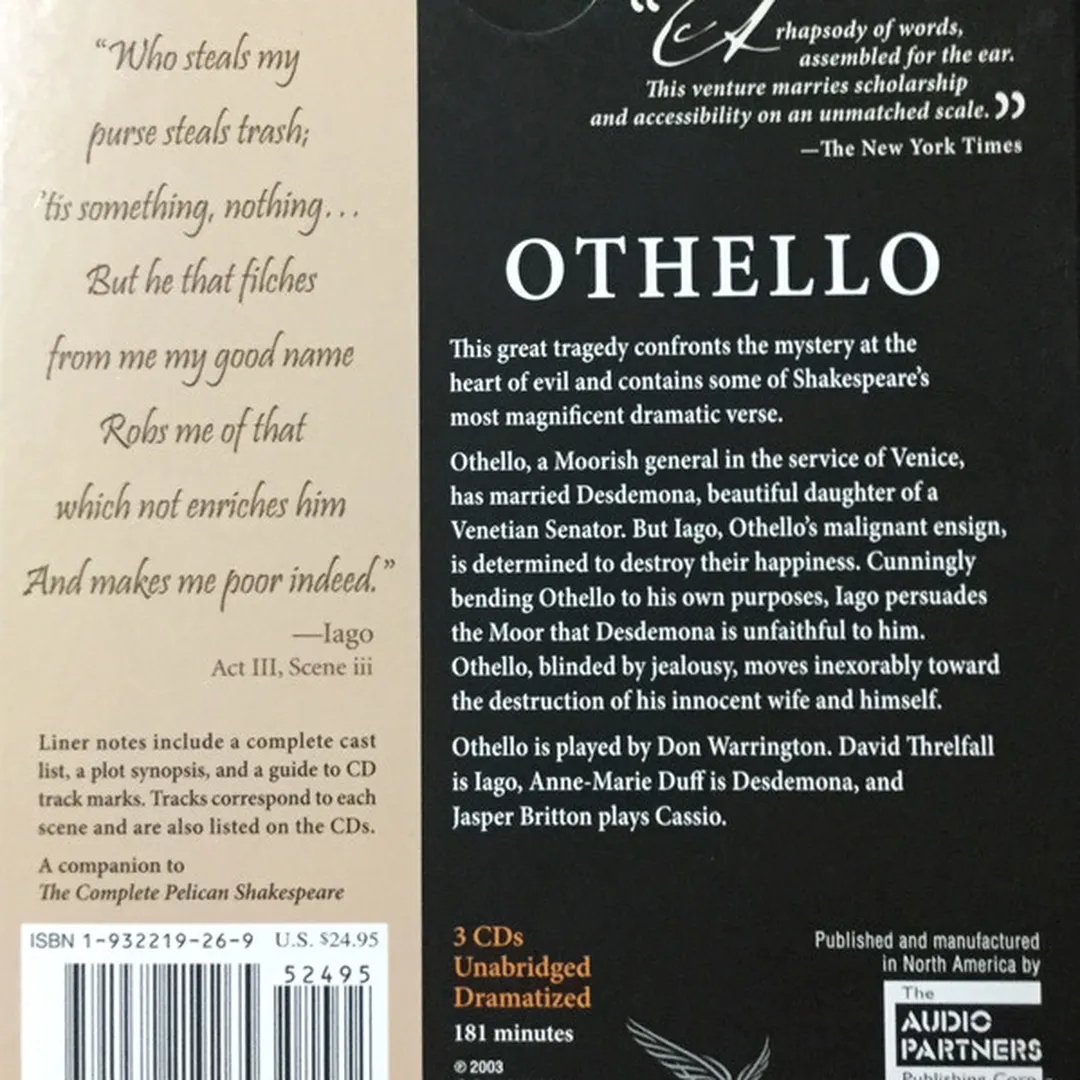 “Who steals my
purse steals trash;
’tis something, nothing...
But he that filches
from me my good name
Robs me of that
which not enriches him
And makes me poor indeed.”
—Iago
Act III, Scene iii
Liner notes include a complete cast
list, a plot synopsis, and a guide to CD
track marks. Tracks correspond to each
scene and are also listed on the CDs.
A companion to
The Complete Pelican Shakespeare
ISBN 1-932219-26-9 U.S. $24.95
52495
“A rhapsody of words,
assembled for the ear.
This venture marries scholarship
and accessibility on an unmatched scale.”
—The New York Times
OTHELLO
This great tragedy confronts the mystery at the
heart of evil and contains some of Shakespeare’s
most magnificent dramatic verse.
Othello, a Moorish general in the service of Venice,
has married Desdemona, beautiful daughter of a
Venetian Senator. But Iago, Othello’s malignant ensign,
is determined to destroy their happiness. Cunningly
bending Othello to his own purposes, Iago persuades
the Moor that Desdemona is unfaithful to him.
Othello, blinded by jealousy, moves inexorably toward
the destruction of his innocent wife and himself.
Othello is played by Don Warrington. David Threlfall
is Iago, Anne-Marie Duff is Desdemona, and
Jasper Britton plays Cassio.
3 CDs
Unabridged
Dramatized
181 minutes
℗ 2003
Published and manufactured
in North America by
The
AUDIO
PARTNERS
Publishing Corp.